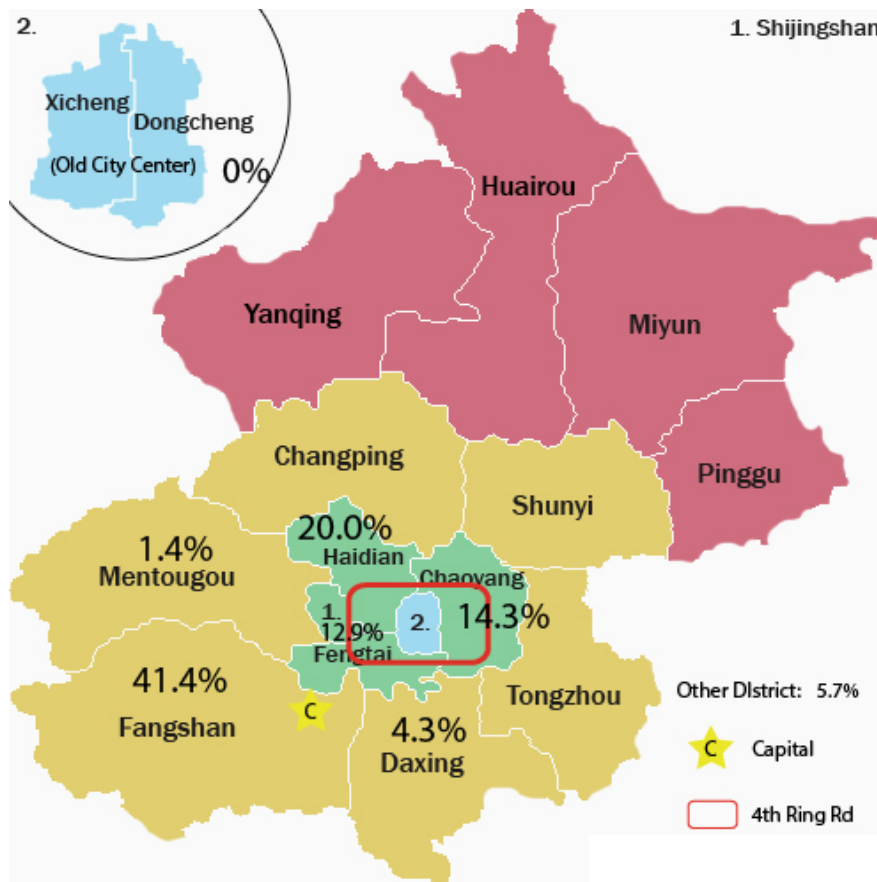 2.
1. Shijingshan
Xicheng
Dongcheng
(Old City Center)
0%
Huairou
Yanqing
Miyun
Changping
Pinggu
Shunyi
20.0%
Haidian
1.4%
Mentougou
Chaoyang
1.
2.
14.3%
12.9%
Fengtai
41.4%
Fangshan
C
4.3%
Daxing
Tongzhou
Other DIstrict: 5.7%
C
Capital
4th Ring Rd